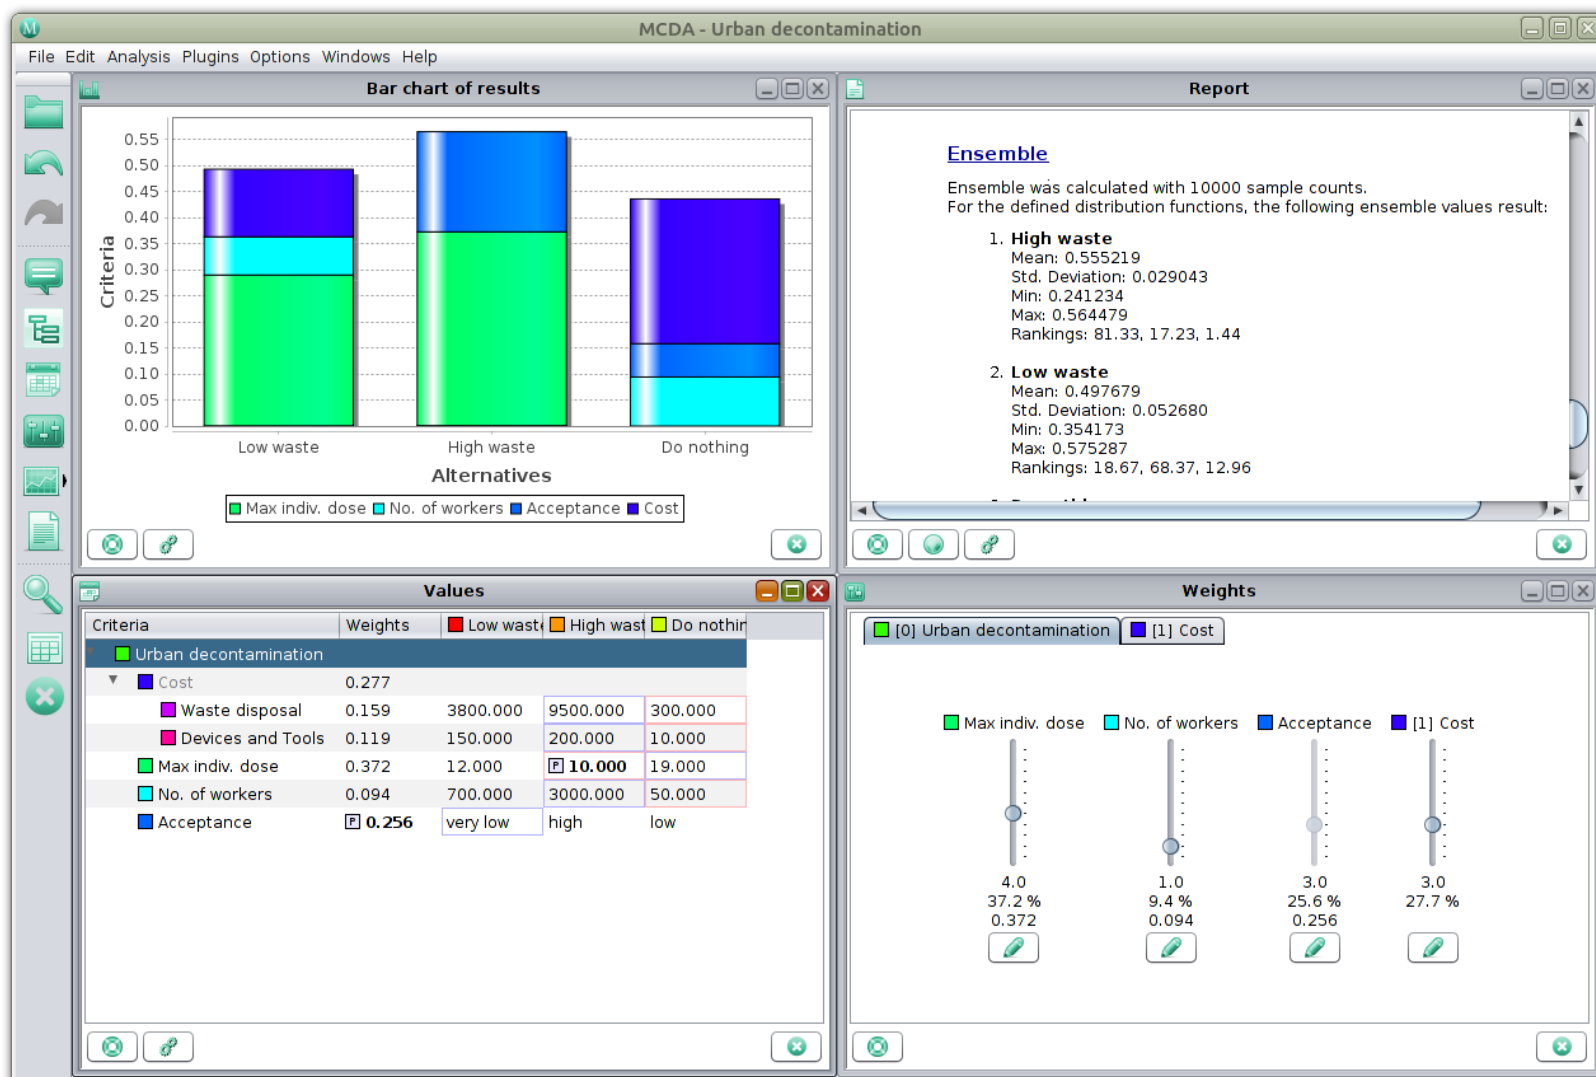 MCDA - Urban decontamination
File Edit Analysis Plugins Options Windows Help
Bar chart of results
0.55
0.50
0.45
0.40
0.35
0.30
0.25
0.20
0.15
0.10
0.05
0.00
Criteria
Low waste High waste Do nothing
Alternatives
Max indiv. dose No. of workers Acceptance Cost
Report
Ensemble
Ensemble was calculated with 10000 sample counts.
For the defined distribution functions, the following ensemble values result:
1. High waste
Mean: 0.555219
Std. Deviation: 0.029043
Min: 0.241234
Max: 0.564479
Rankings: 81.33, 17.23, 1.44
2. Low waste
Mean: 0.497679
Std. Deviation: 0.052680
Min: 0.354173
Max: 0.575287
Rankings: 18.67, 68.37, 12.96
Values
Criteria Weights Low waste High wast Do nothin
Urban decontamination
Cost 0.277
Waste disposal 0.159 3800.000 9500.000 300.000
Devices and Tools 0.119 150.000 200.000 10.000
Max indiv. dose 0.372 12.000 P 10.000 19.000
No. of workers 0.094 700.000 3000.000 50.000
Acceptance P 0.256 very low high low
Weights
[0] Urban decontamination [1] Cost
Max indiv. dose No. of workers Acceptance [1] Cost
4.0 1.0 3.0 3.0
37.2 % 9.4 % 25.6 % 27.7 %
0.372 0.094 0.256